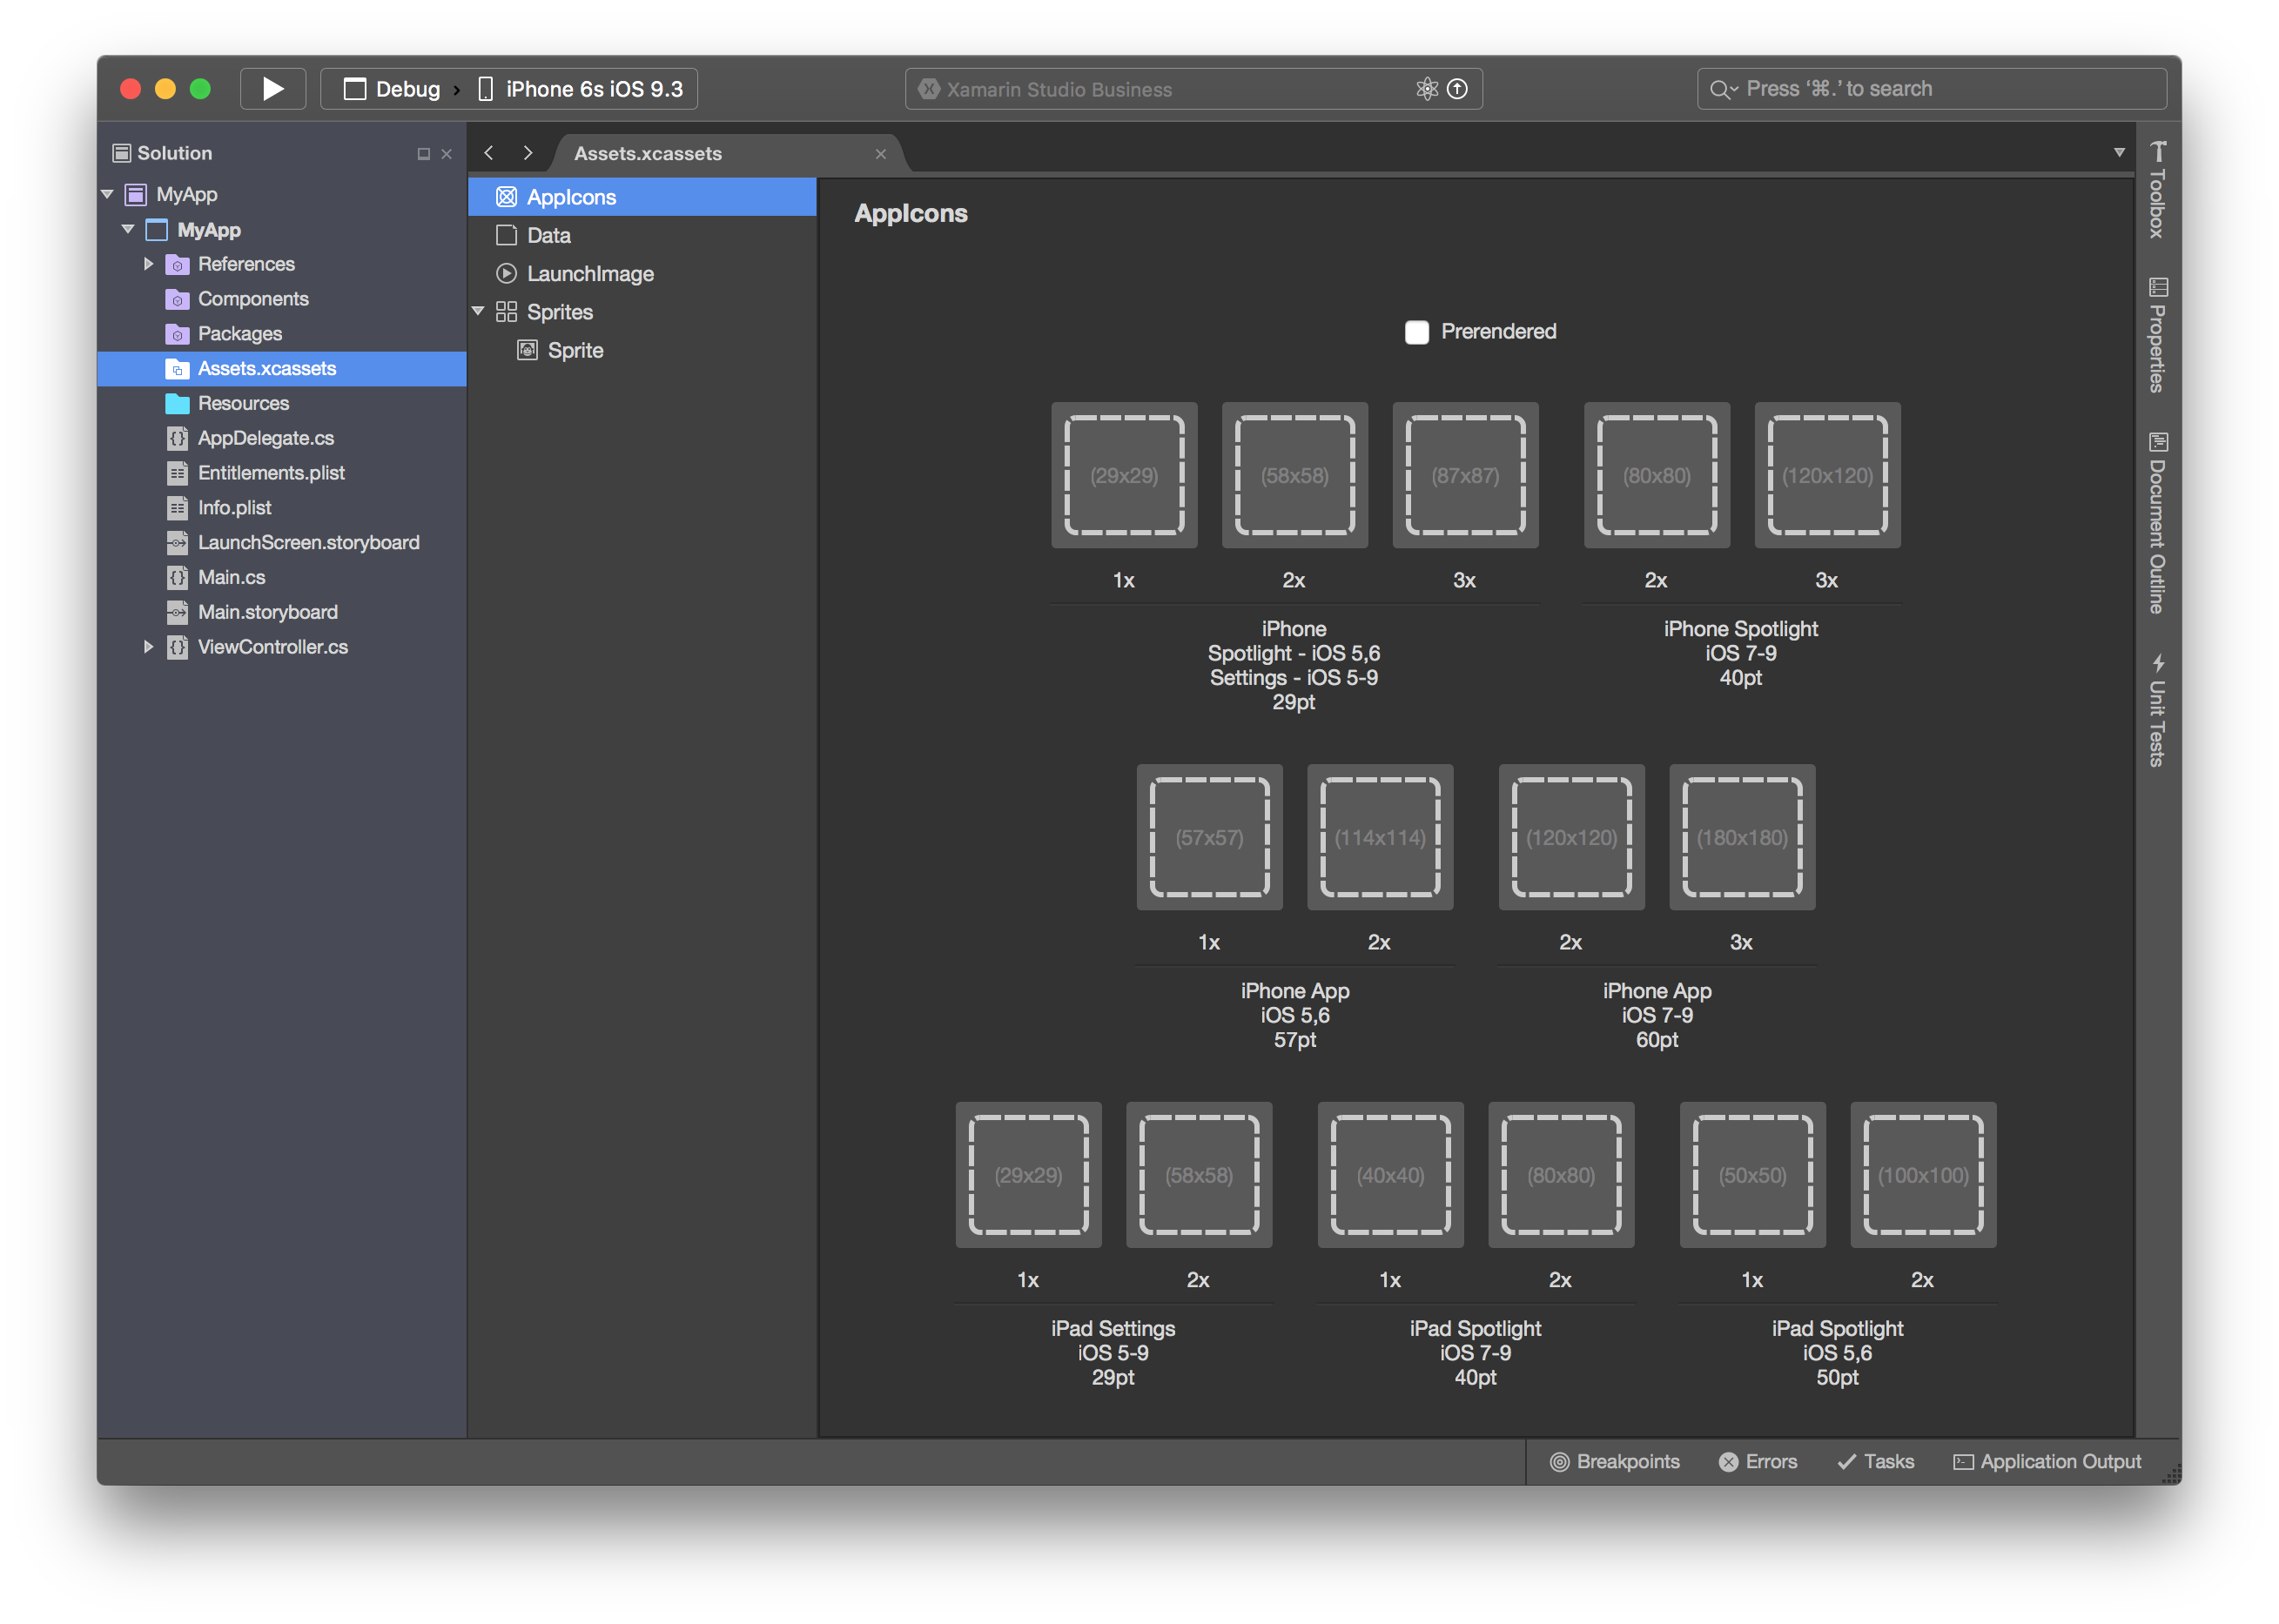 Debug › iPhone 6s iOS 9.3
Xamarin Studio Business
Press ‘⌘.’ to search
Solution
MyApp
MyApp
References
Components
Packages
Assets.xcassets
Resources
AppDelegate.cs
Entitlements.plist
Info.plist
LaunchScreen.storyboard
Main.cs
Main.storyboard
ViewController.cs
Assets.xcassets
AppIcons
Data
LaunchImage
Sprites
Sprite
AppIcons
Prerendered
(29x29) (58x58) (87x87) (80x80) (120x120)
1x 2x 3x 2x 3x
iPhone
Spotlight - iOS 5,6
Settings - iOS 5-9
29pt
iPhone Spotlight
iOS 7-9
40pt
(57x57) (114x114) (120x120) (180x180)
1x 2x 2x 3x
iPhone App
iOS 5,6
57pt
iPhone App
iOS 7-9
60pt
(29x29) (58x58) (40x40) (80x80) (50x50) (100x100)
1x 2x 1x 2x 1x 2x
iPad Settings
iOS 5-9
29pt
iPad Spotlight
iOS 7-9
40pt
iPad Spotlight
iOS 5,6
50pt
Toolbox
Properties
Document Outline
Unit Tests
Breakpoints Errors Tasks Application Output